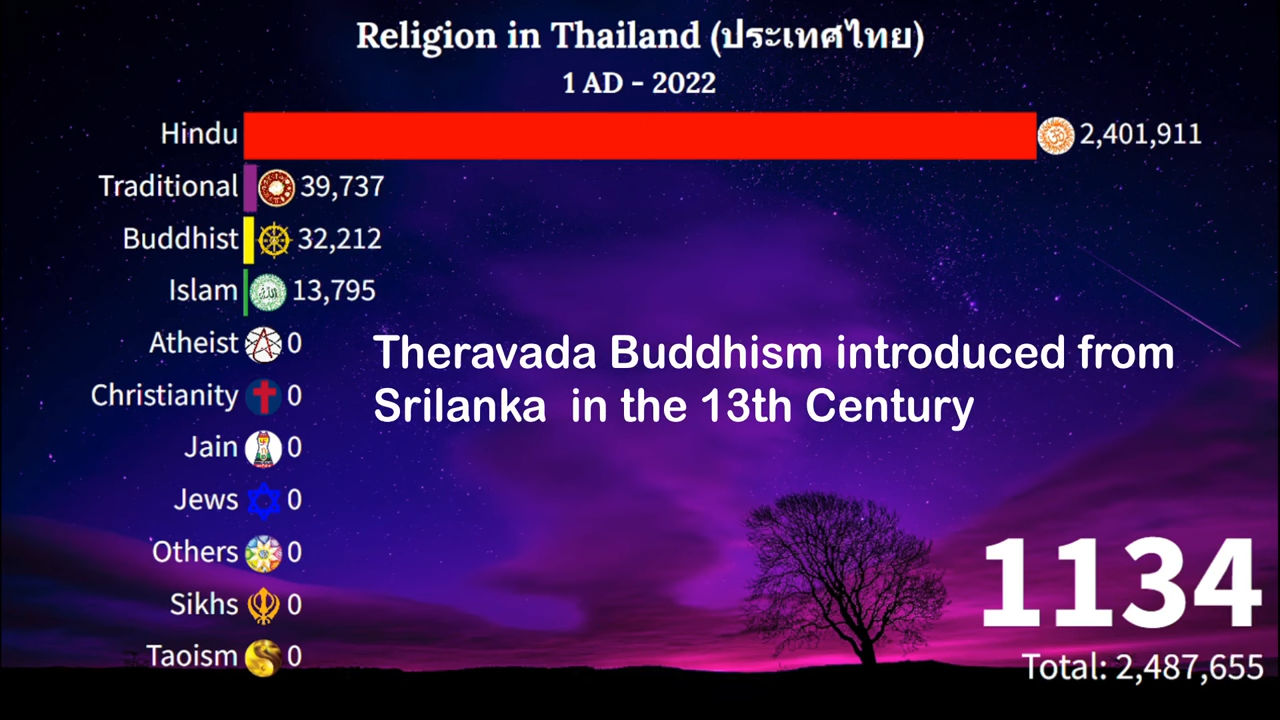 Religion in Thailand (ประเทศไทย)
1 AD - 2022
Hindu 2,401,911
Traditional 39,737
Buddhist 32,212
Islam 13,795
Atheist 0
Christianity 0
Jain 0
Jews 0
Others 0
Sikhs 0
Taoism 0
Theravada Buddhism introduced from
Srilanka in the 13th Century
1134
Total: 2,487,655